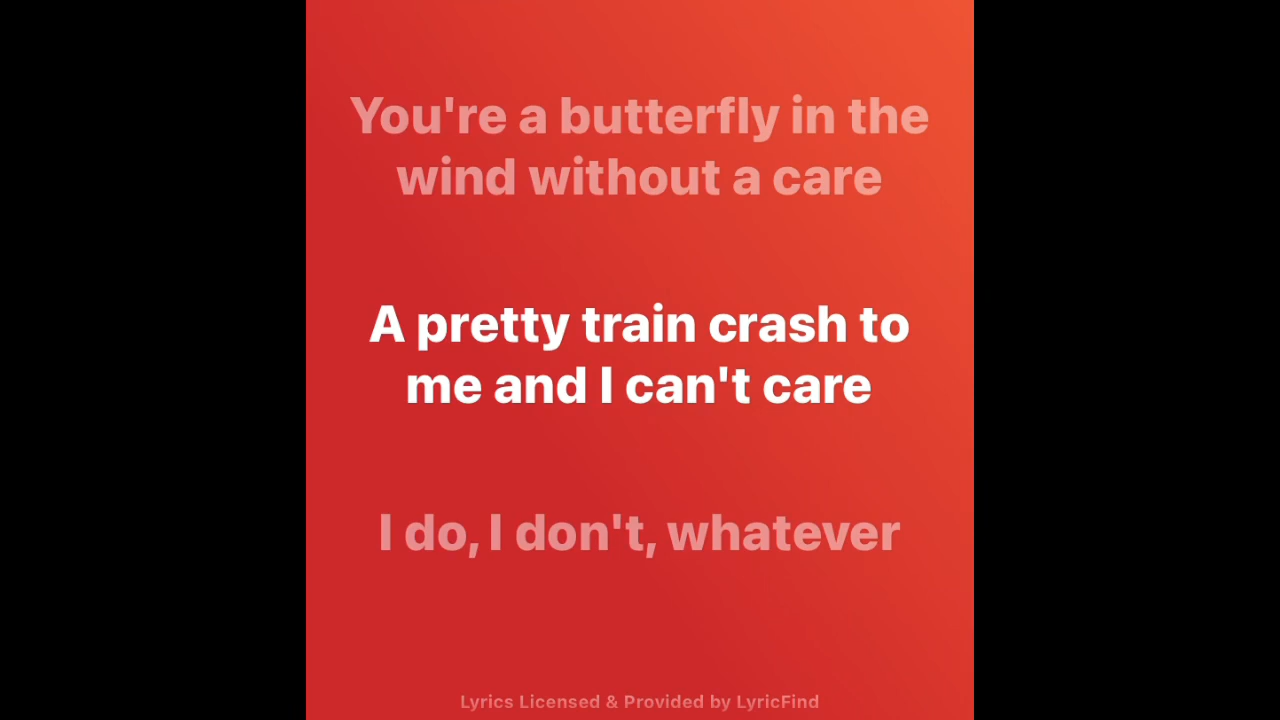 You're a butterfly in the
wind without a care
A pretty train crash to
me and I can't care
I do, I don't, whatever
Lyrics Licensed & Provided by LyricFind